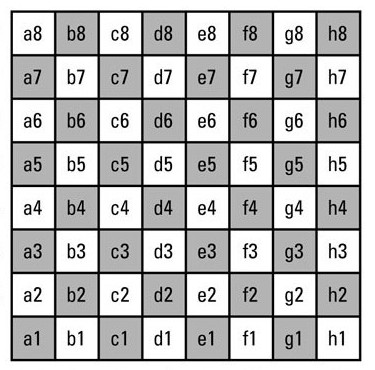 a8 b8 c8 d8 e8 f8 g8 h8
a7 b7 c7 d7 e7 f7 g7 h7
a6 b6 c6 d6 e6 f6 g6 h6
a5 b5 c5 d5 e5 f5 g5 h5
a4 b4 c4 d4 e4 f4 g4 h4
a3 b3 c3 d3 e3 f3 g3 h3
a2 b2 c2 d2 e2 f2 g2 h2
a1 b1 c1 d1 e1 f1 g1 h1